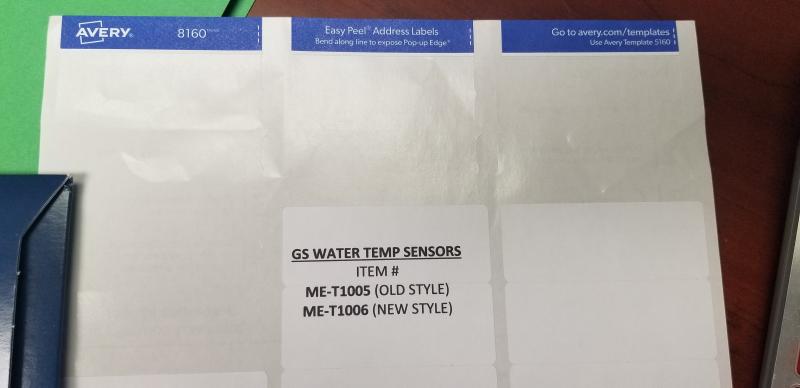 AVERY 8160
Easy Peel® Address Labels
Bend along line to expose Pop-up Edge®
Go to avery.com/templates
Use Avery Template 5160
GS WATER TEMP SENSORS
ITEM #
ME-T1005 (OLD STYLE)
ME-T1006 (NEW STYLE)